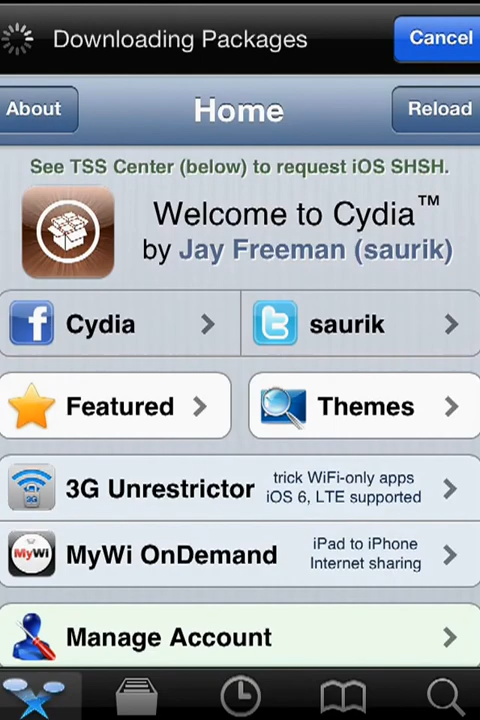 Downloading Packages
Cancel
About
Home
Reload
See TSS Center (below) to request iOS SHSH.
Welcome to Cydia™
by Jay Freeman (saurik)
Cydia
saurik
Featured
Themes
3G
3G Unrestrictor
trick WiFi-only apps
iOS 6, LTE supported
MyWi
MyWi OnDemand
iPad to iPhone
Internet sharing
Manage Account